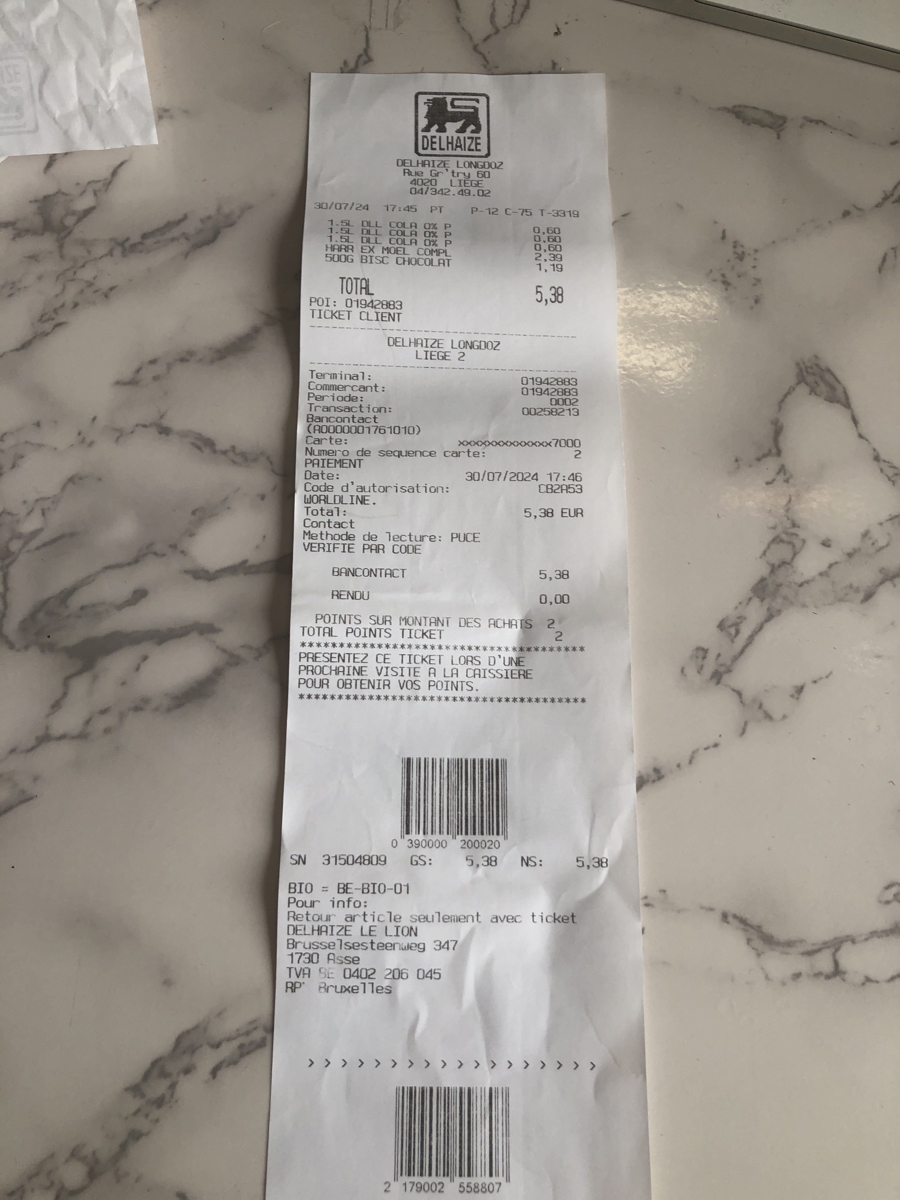 DELHAIZE
DELHAIZE LONGDOZ
Rue Gr'try 60
4020 LIEGE
04/342.49.02
30/07/24 17:45 PT P-12 C-75 T-3319
1.5L DLL COLA 0% P 0,60
1.5L DLL COLA 0% P 0,60
1.5L DLL COLA 0% P 0,60
HARR EX MOEL COMPL 2,39
500G BISC CHOCOLAT 1,19
TOTAL 5,38
POI: 01942883
TICKET CLIENT
DELHAIZE LONGDOZ
LIEGE 2
Terminal: 01942883
Commercant: 01942883
Periode: 0002
Transaction: 00258213
Bancontact
(A0000001761010)
Carte: xxxxxxxxxxxxx7000
Numero de sequence carte: 2
PAIEMENT
Date: 30/07/2024 17:46
Code d'autorisation: CB2A53
WORLDLINE.
Total: 5,38 EUR
Contact
Methode de lecture: PUCE
VERIFIE PAR CODE
BANCONTACT 5,38
RENDU 0,00
POINTS SUR MONTANT DES ACHATS 2
TOTAL POINTS TICKET 2
****************************************
PRESENTEZ CE TICKET LORS D'UNE
PROCHAINE VISITE A LA CAISSIERE
POUR OBTENIR VOS POINTS.
****************************************
0 390000 200020
SN 31504809 GS: 5,38 NS: 5,38
BIO = BE-BIO-01
Pour info:
Retour article seulement avec ticket
DELHAIZE LE LION
Brusselsesteenweg 347
1730 Asse
TVA BE 0402 206 045
RP' Bruxelles
> > > > > > > > > > > > > > > > > >
2 179002 558807